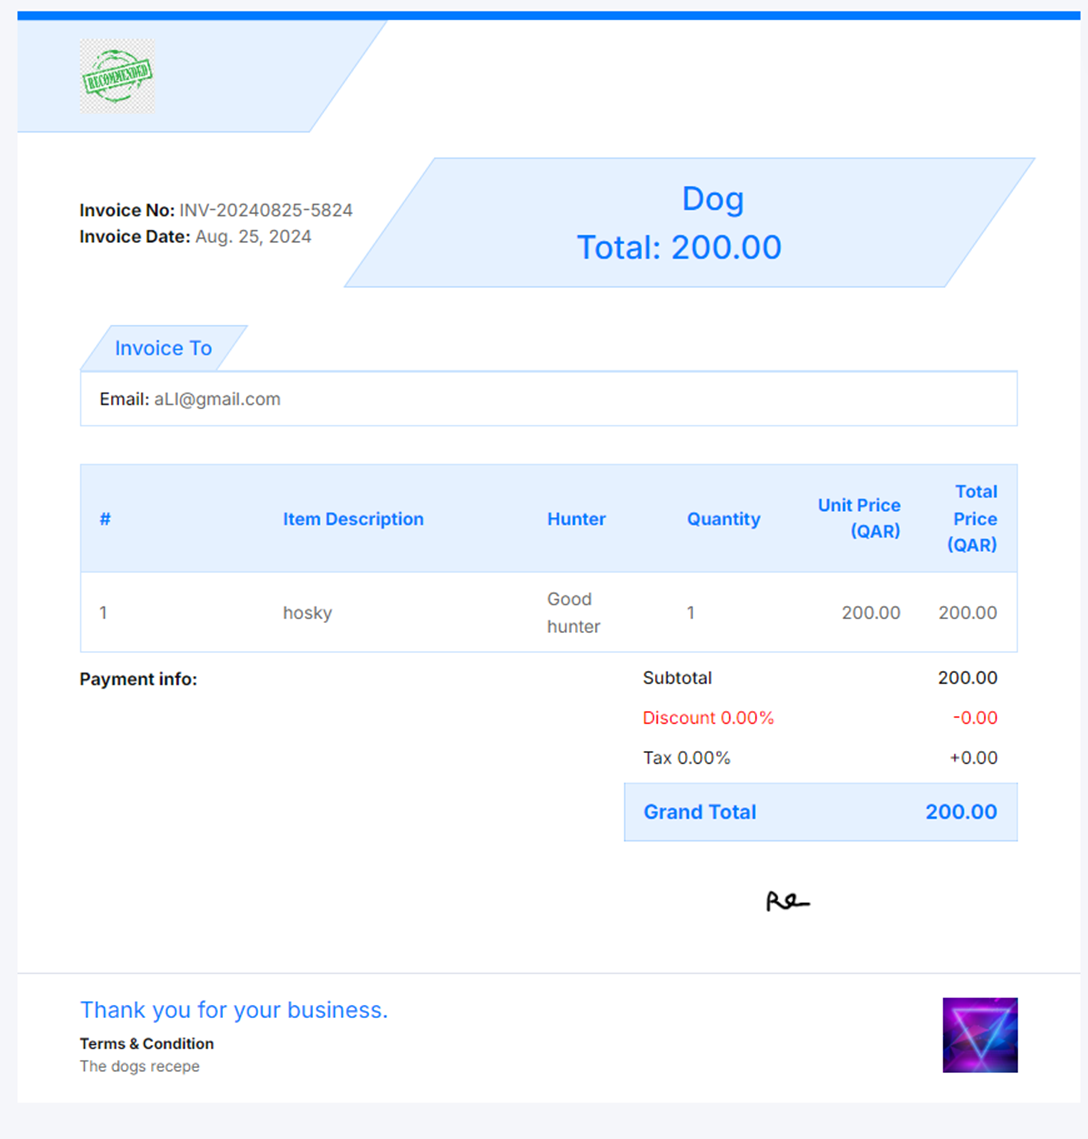 RECOMMENDED
Invoice No: INV-20240825-5824
Invoice Date: Aug. 25, 2024
Dog
Total: 200.00
Invoice To
Email: aLI@gmail.com
# Item Description Hunter Quantity Unit Price (QAR) Total Price (QAR)
1 hosky Good hunter 1 200.00 200.00
Payment info:
Subtotal 200.00
Discount 0.00% -0.00
Tax 0.00% +0.00
Grand Total 200.00
Re
Thank you for your business.
Terms & Condition
The dogs recepe